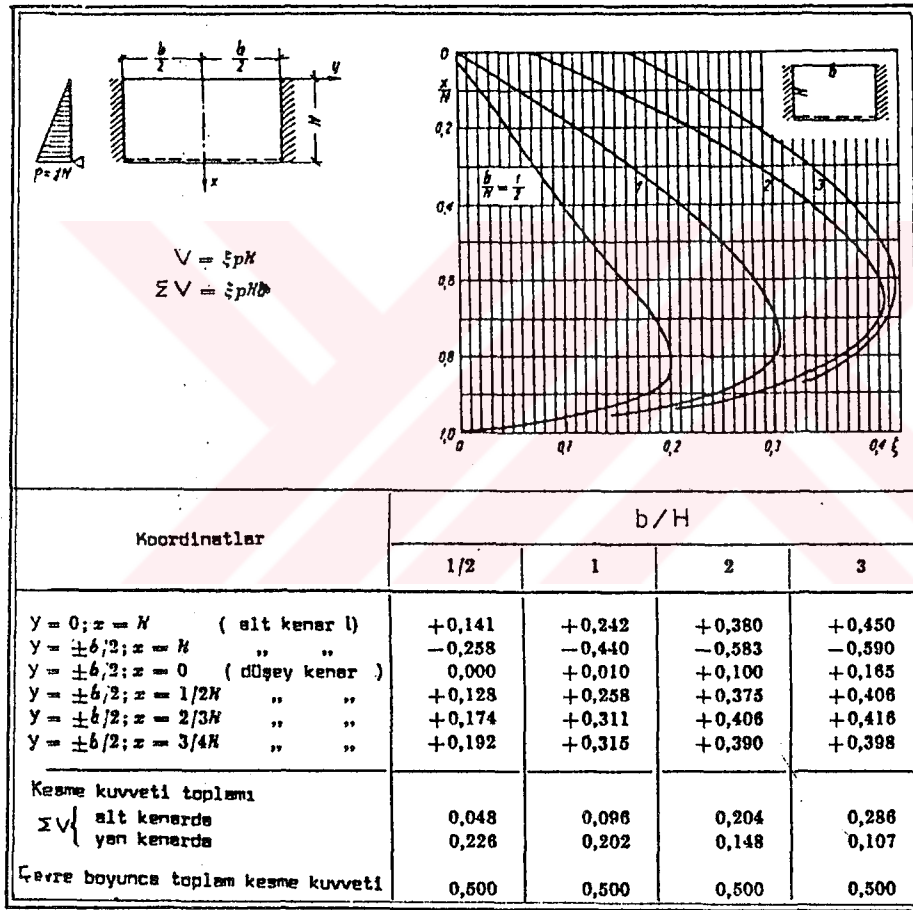 b/2 b/2 y
H
p=γH
x
V = ξpH
ΣV = ξpHb
0
x/H
0,2
0,4
0,6
0,8
1,0
b/H = 1/2
1
2
3
b
H
0 0,1 0,2 0,3 0,4 ξ
Koordinatlar
b/H
1/2 1 2 3
y = 0; x = H (alt kenar ) +0,141 +0,242 +0,380 +0,450
y = ±b/2; x = H „ „ −0,258 −0,440 −0,583 −0,590
y = ±b/2; x = 0 (düşey kenar ) 0,000 +0,010 +0,100 +0,165
y = ±b/2; x = 1/2H „ „ +0,128 +0,258 +0,375 +0,406
y = ±b/2; x = 2/3H „ „ +0,174 +0,311 +0,406 +0,416
y = ±b/2; x = 3/4H „ „ +0,192 +0,315 +0,390 +0,398
Kesme kuvveti toplamı
ΣV{ alt kenarda 0,048 0,096 0,204 0,286
yan kenarda 0,226 0,202 0,148 0,107
Çevre boyunca toplam kesme kuvveti 0,500 0,500 0,500 0,500